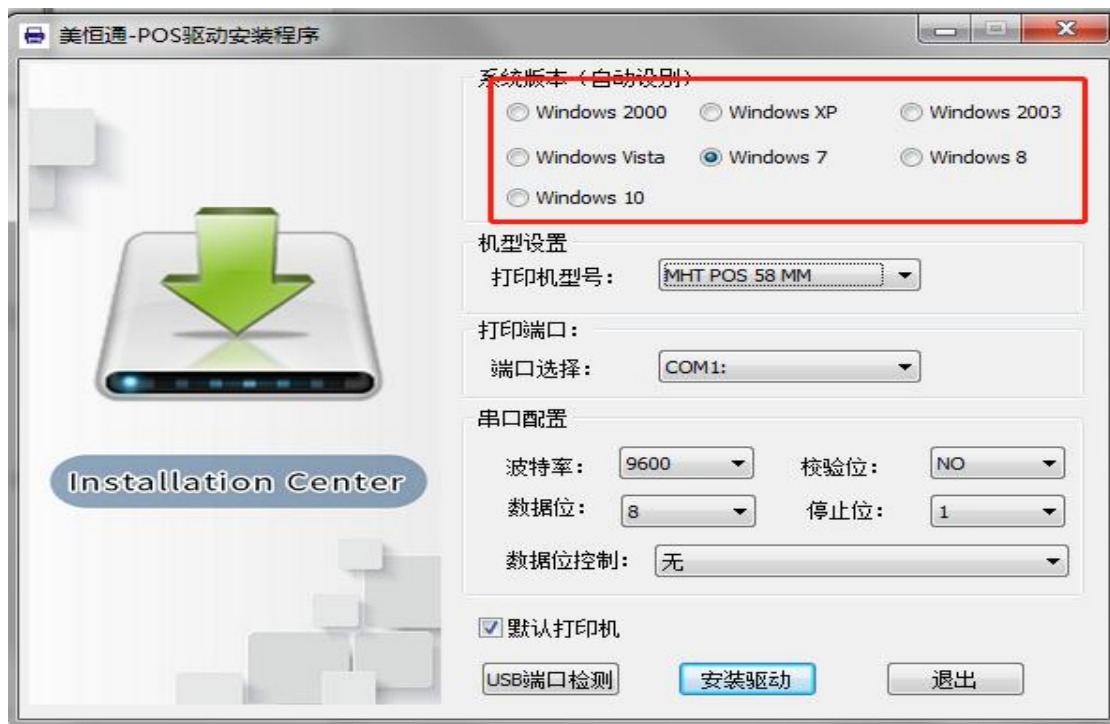 美恒通-POS驱动安装程序
系统版本（自动设别）
Windows 2000 Windows XP Windows 2003
Windows Vista Windows 7 Windows 8
Windows 10
机型设置
打印机型号： MHT POS 58 MM
打印端口：
端口选择： COM1:
串口配置
波特率： 9600 校验位： NO
数据位： 8 停止位： 1
数据位控制： 无
默认打印机
USB端口检测 安装驱动 退出
Installation Center